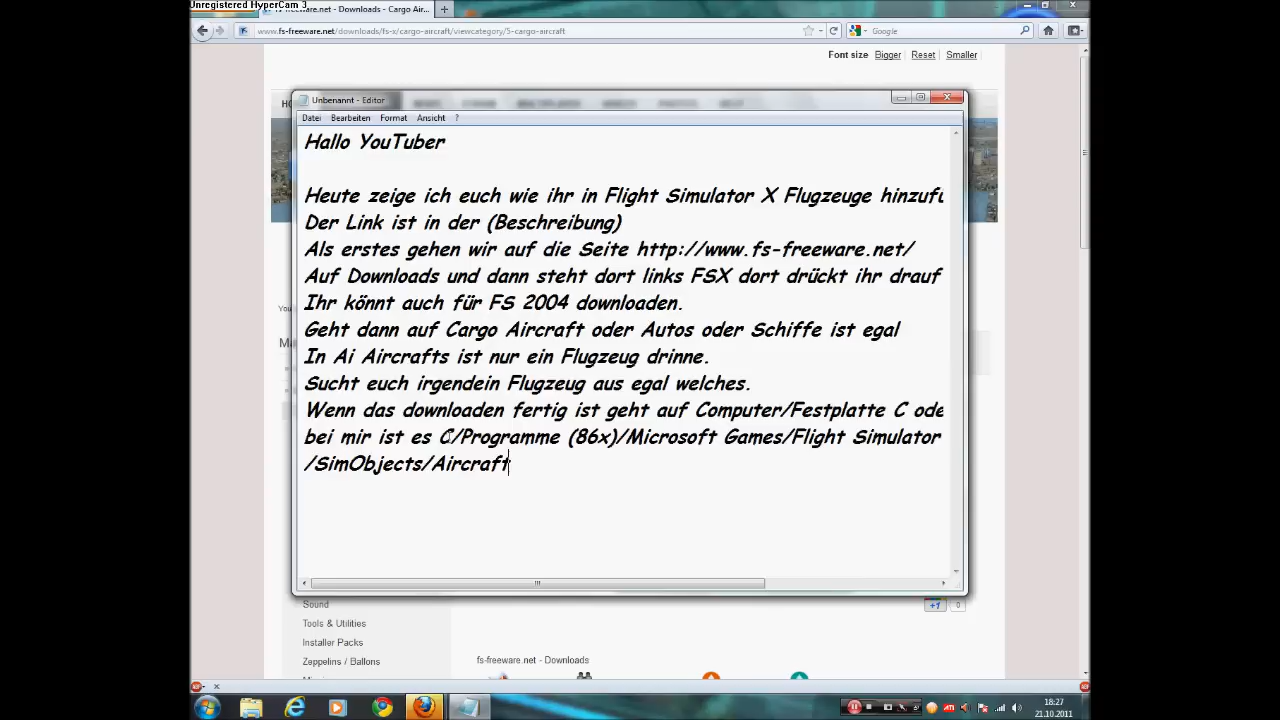 Unregistered HyperCam 3
fs-freeware.net - Downloads - Cargo Air...
www.fs-freeware.net/downloads/fs-x/cargo-aircraft/viewcategory/5-cargo-aircraft
Google
Font size Bigger Reset Smaller
Unbenannt - Editor
Datei Bearbeiten Format Ansicht ?
Hallo YouTuber
Heute zeige ich euch wie ihr in Flight Simulator X Flugzeuge hinzufü
Der Link ist in der (Beschreibung)
Als erstes gehen wir auf die Seite http://www.fs-freeware.net/
Auf Downloads und dann steht dort links FSX dort drückt ihr drauf
Ihr könnt auch für FS 2004 downloaden.
Geht dann auf Cargo Aircraft oder Autos oder Schiffe ist egal
In Ai Aircrafts ist nur ein Flugzeug drinne.
Sucht euch irgendein Flugzeug aus egal welches.
Wenn das downloaden fertig ist geht auf Computer/Festplatte C ode
bei mir ist es C/Programme (86x)/Microsoft Games/Flight Simulator
/SimObjects/Aircraft
Sound
+1 0
Tools & Utilities
Installer Packs
Zeppelins / Ballons
fs-freeware.net - Downloads
18:27
21.10.2011